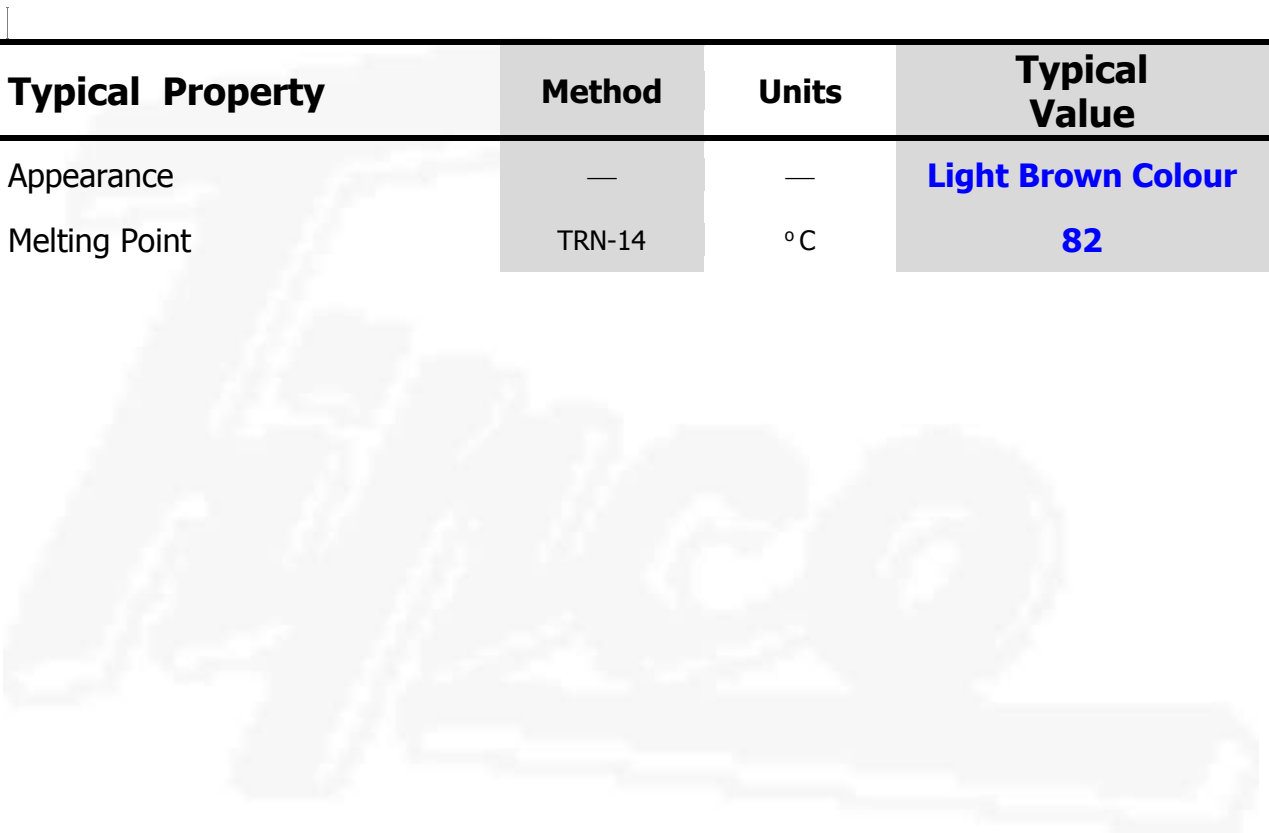 Typical Property Method Units Typical Value
Appearance — — Light Brown Colour
Melting Point TRN-14 º C 82